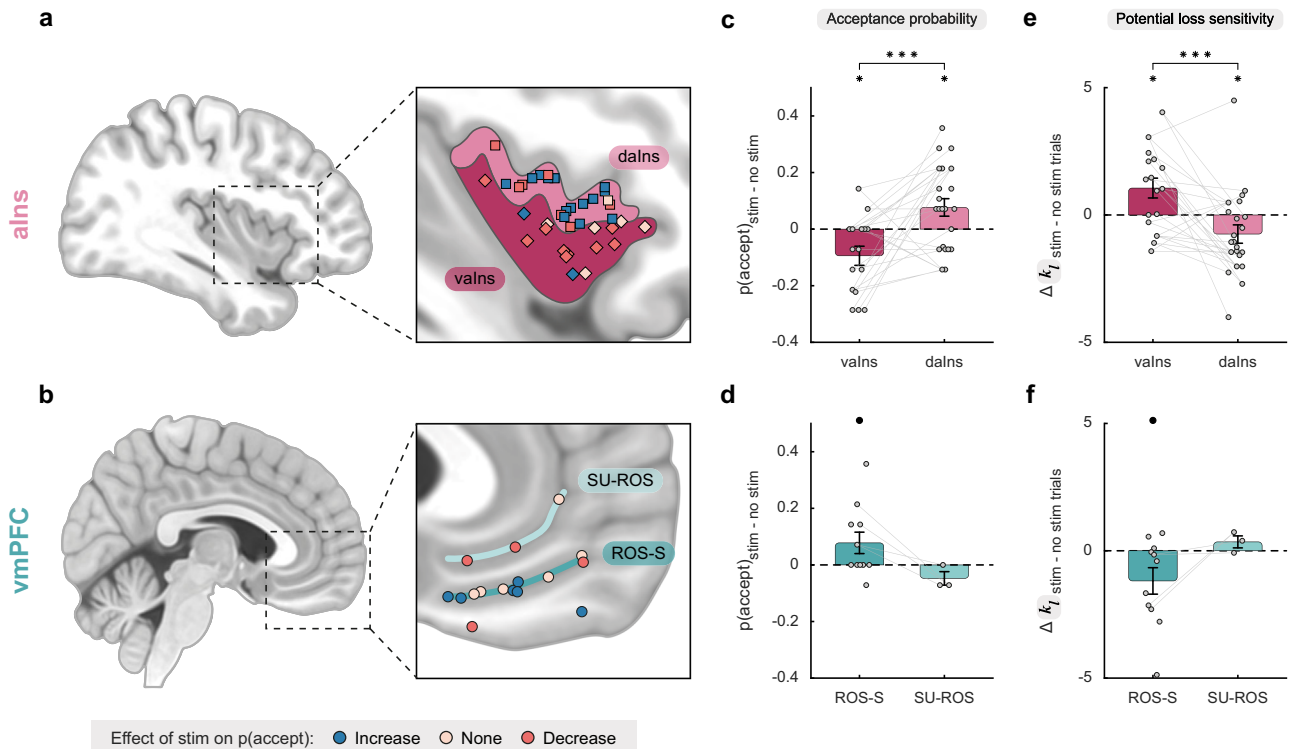 a
aIns
daIns
vaIns
b
vmPFC
SU-ROS
ROS-S
Effect of stim on p(accept): Increase None Decrease
c
Acceptance probability
***
* *
p(accept)stim - no stim
0.4
0.2
0
-0.2
-0.4
vaIns daIns
e
Potential loss sensitivity
***
* *
Δ kl stim - no stim trials
5
0
-5
vaIns daIns
d
p(accept)stim - no stim
0.4
0.2
0
-0.2
-0.4
ROS-S SU-ROS
f
Δ kl stim - no stim trials
5
0
-5
ROS-S SU-ROS